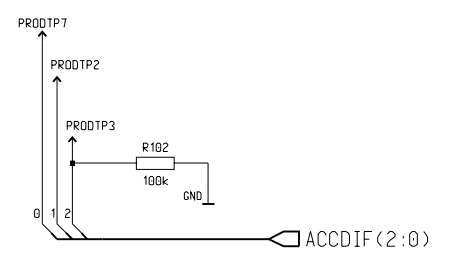 PRODTP7
PRODTP2
PRODTP3
R102
100k
GND
0 1 2
ACCDIF(2:0)